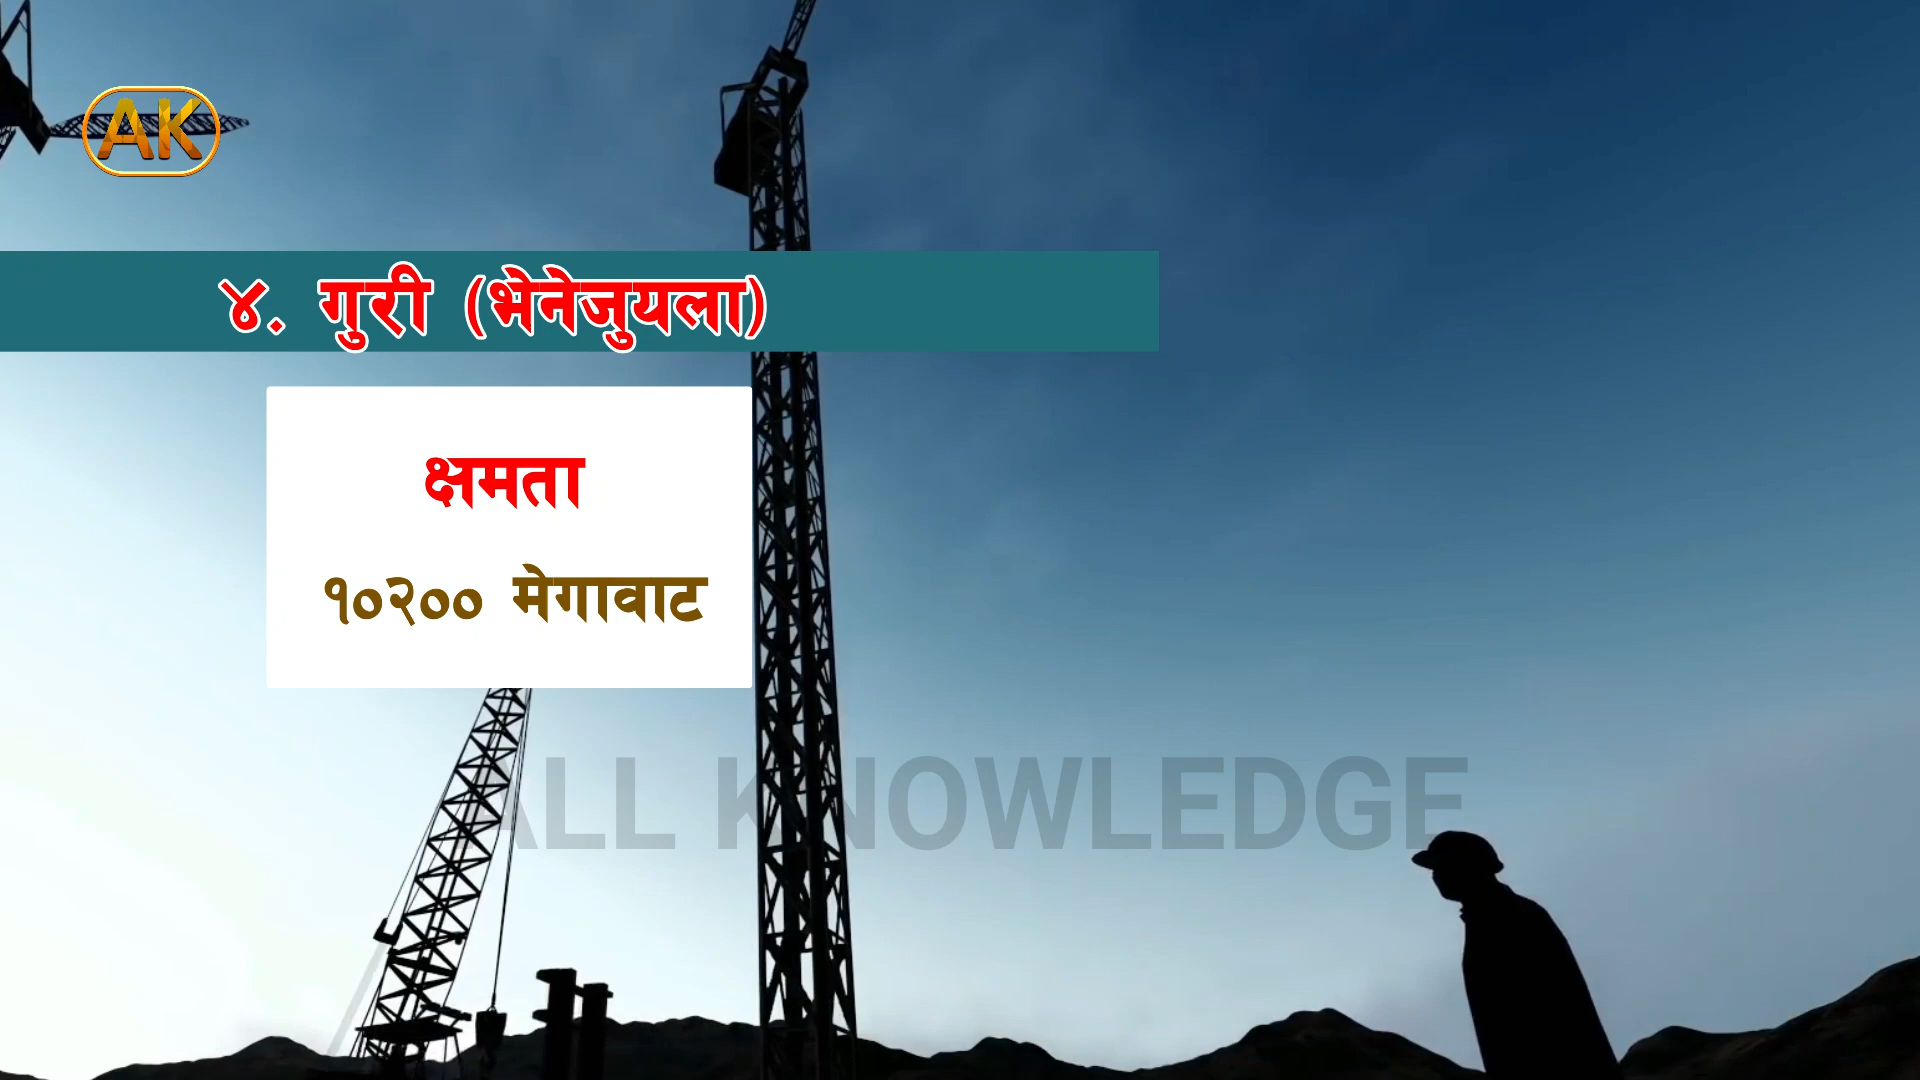 AK
४. गुरी (भेनेजुयला)
क्षमता
१०२०० मेगावाट
ALL KNOWLEDGE